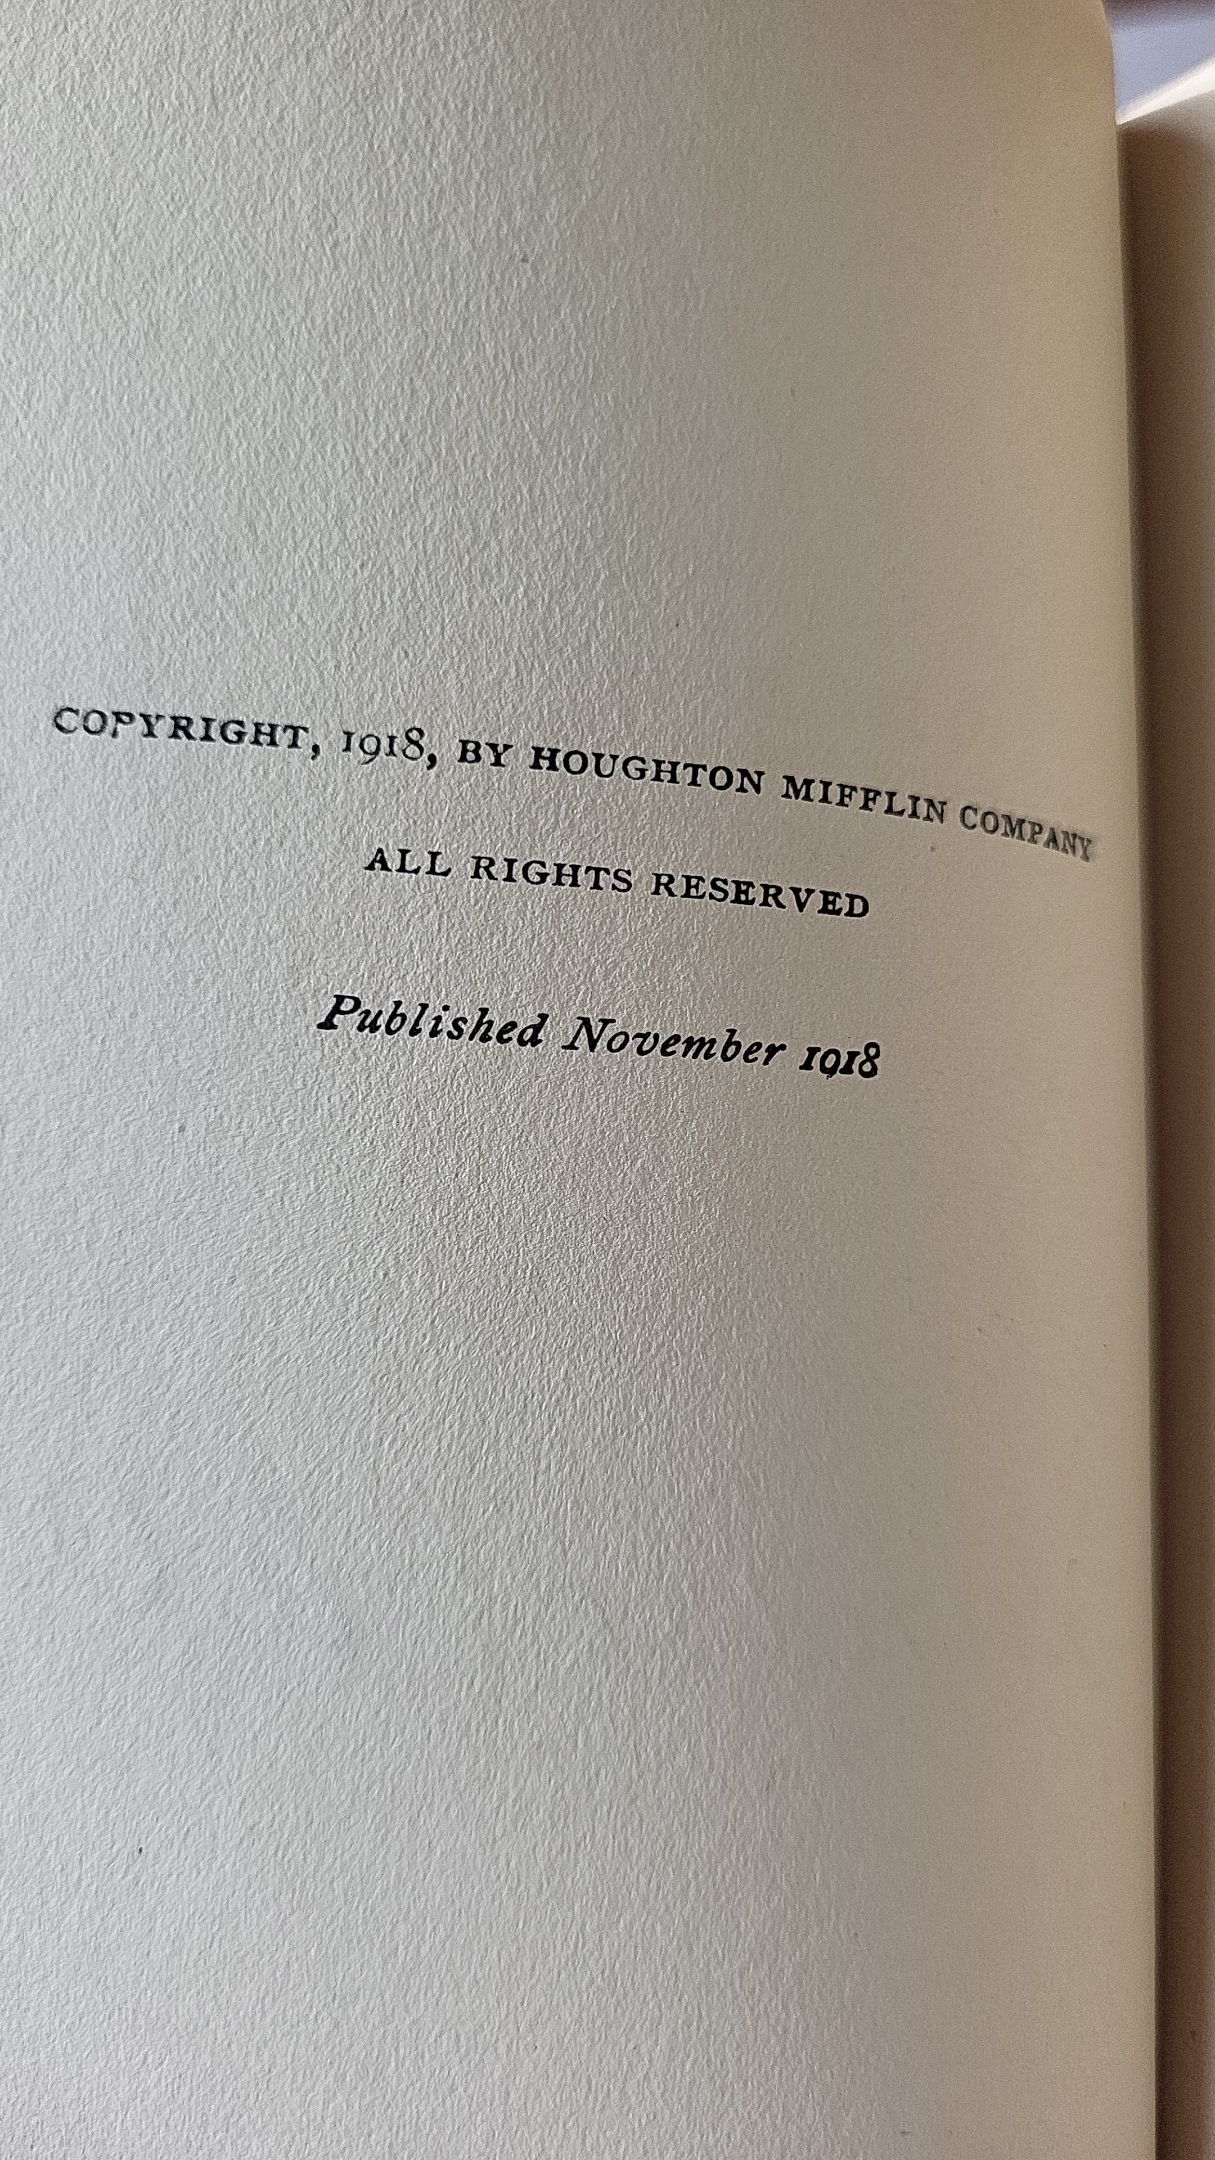 COPYRIGHT, 1918, BY HOUGHTON MIFFLIN COMPANY
ALL RIGHTS RESERVED
Published November 1918